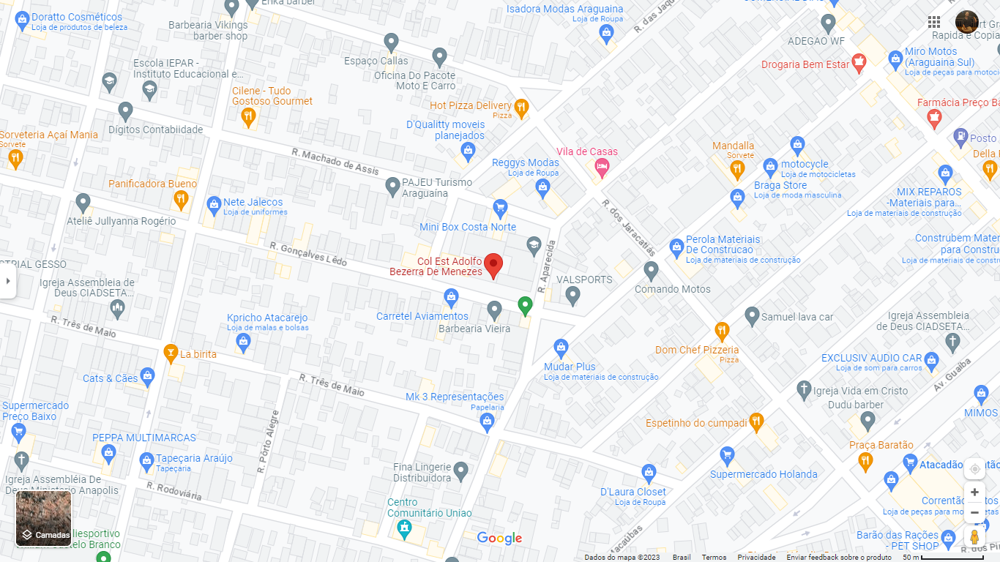 Doratto Cosméticos
Loja de produtos de beleza
Erika barber
Barbearia Vikings
barber shop
Isadora Modas Araguaina
Loja de Roupa
R. das Jaqu
ADEGAO WF
Rapida e Copia
Espaço Callas
Oficina Do Pacote
Moto E Carro
Drogaria Bem Estar
Miro Motos
(Araguaina Sul)
Loja de peças para motoci
Escola IEPAR -
Instituto Educacional e...
Cilene - Tudo
Gostoso Gourmet
Hot Pizza Delivery
Pizza
Farmácia Preço Ba
Dígitos Contabiidade
D'Qualitty moveis
planejados
Sorveteria Açaí Mania
Sorvete
Posto
Della
R. Machado de Assis
Reggys Modas
Loja de Roupa
Vila de Casas
Mandalla
Sorvete
motocycle
Loja de motocicletas
Panificadora Bueno
PAJEU Turismo
Araguaína
Braga Store
Loja de moda masculina
MIX REPAROS
-Materiais para...
Loja de materiais de construção
Nete Jalecos
Loja de uniformes
Ateliê Jullyanna Rogério
Mini Box Costa Norte
R. dos Jaracatiás
R. Gonçalves Lêdo
Perola Materiais
De Construcao
Loja de materiais de construção
Construbem Mater
para Constru
Loja de materiais de co
STRIAL GESSO
Col Est Adolfo
Bezerra De Menezes
R. Aparecida
VALSPORTS
Comando Motos
Igreja Assembleia de
Deus CIADSETA...
Carretel Aviamentos
Barbearia Vieira
Kpricho Atacarejo
Loja de malas e bolsas
R. Três de Maio
Samuel lava car
Igreja Assembleia
de Deus CIADSETA...
La birita
Dom Chef Pizzeria
Pizza
EXCLUSIV AUDIO CAR
Loja de som para carros
Av. Guaíba
Cats & Cães
Mudar Plus
Loja de materiais de construção
R. Três de Maio
Igreja Vida em Cristo
Dudu barber
Mk 3 Representações
Papelaria
Supermercado
Preço Baixo
MIMOS
Espetinho do cumpadi
PEPPA MULTIMARCAS
R. Pôrto Alegre
Praça Baratão
Tapeçaria Araújo
Tapeçaria
Fina Lingerie
Distribuidora
Supermercado Holanda
Igreja Assembléia De
Deus Ministerio Anapolis
R. Rodoviária
D'Laura Closet
Loja de Roupa
Centro
Comunitário Uniao
Correntão
Camadas
Google
Barão das Rações
- PET SHOP
Dados do mapa ©2023 Brasil Termos Privacidade Enviar feedback sobre o produto 50 m